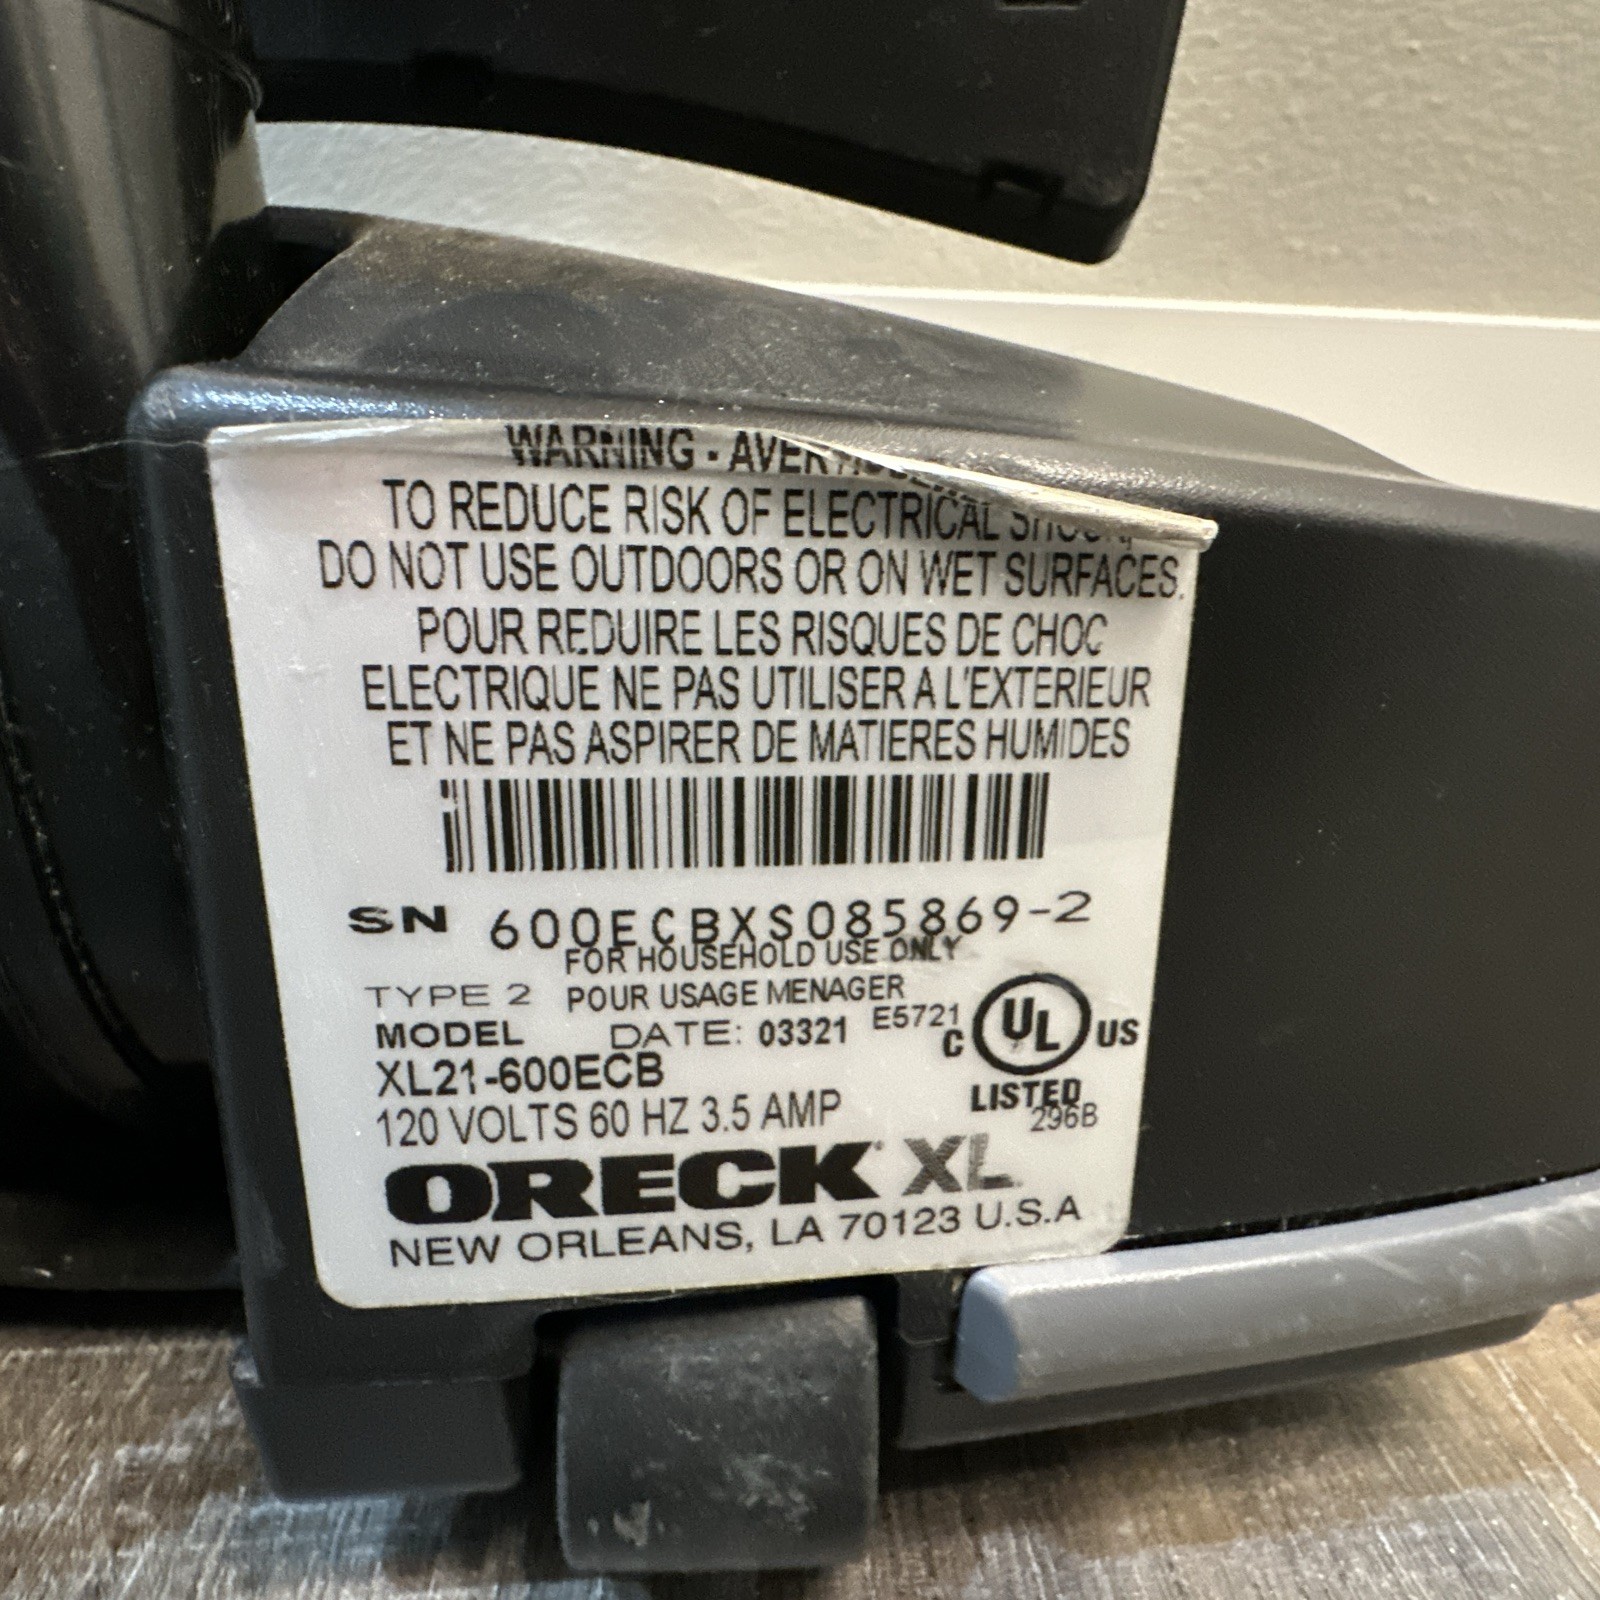 WARNING - 
TO REDUCE RISK OF ELECTRICAL
DO NOT USE OUTDOORS OR ON WET SURFACES.
POUR REDUIRE LES RISQUES DE CHOC
ELECTRIQUE NE PAS UTILISER A L'EXTERIEUR
ET NE PAS ASPIRER DE MATIERES HUMIDES
SN 600ECBXS085869-2
FOR HOUSEHOLD USE ONLY
TYPE 2 POUR USAGE MENAGER
MODEL DATE: 03321 E5721
XL21-600ECB
C UL US
LISTED
296B
120 VOLTS 60 HZ 3.5 AMP
ORECK XL
NEW ORLEANS, LA 70123 U.S.A